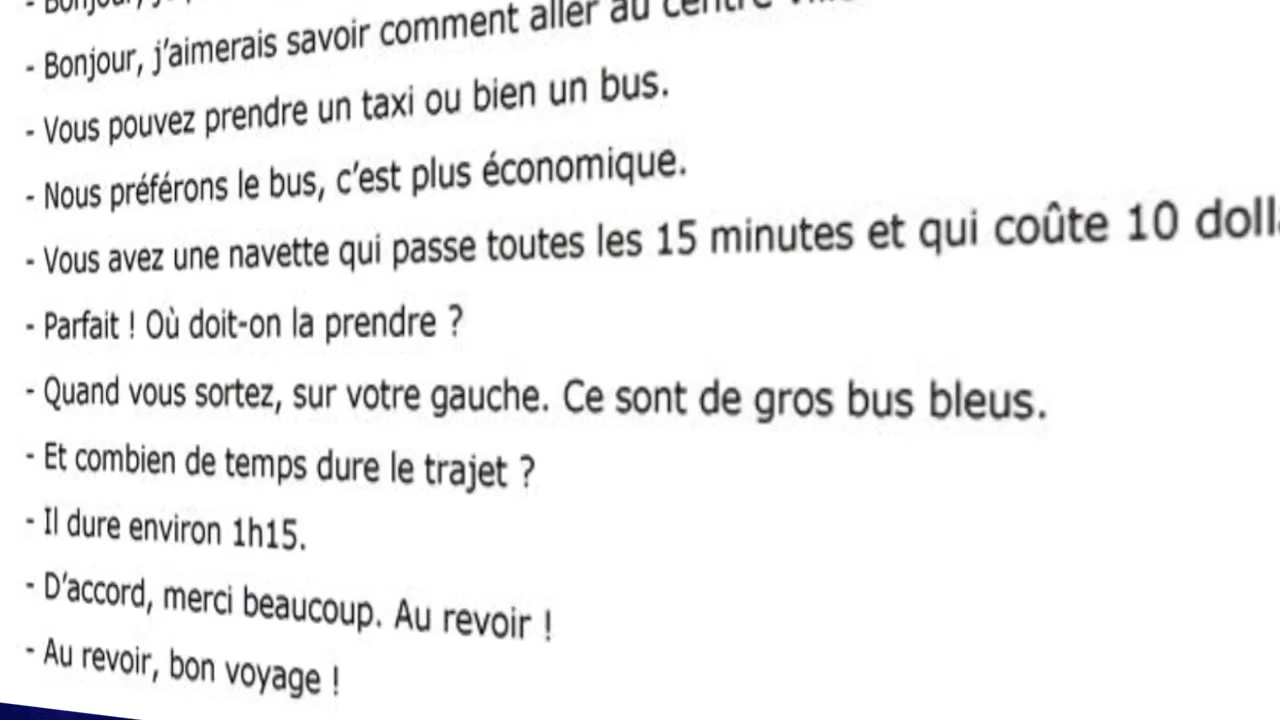 - Bonjour,
- Bonjour, j'aimerais savoir comment aller au centre
- Vous pouvez prendre un taxi ou bien un bus.
- Nous préférons le bus, c'est plus économique.
- Vous avez une navette qui passe toutes les 15 minutes et qui coûte 10
- Parfait ! Où doit-on la prendre ?
- Quand vous sortez, sur votre gauche. Ce sont de gros bus bleus.
- Et combien de temps dure le trajet ?
- Il dure environ 1h15.
- D'accord, merci beaucoup. Au revoir !
- Au revoir, bon voyage !